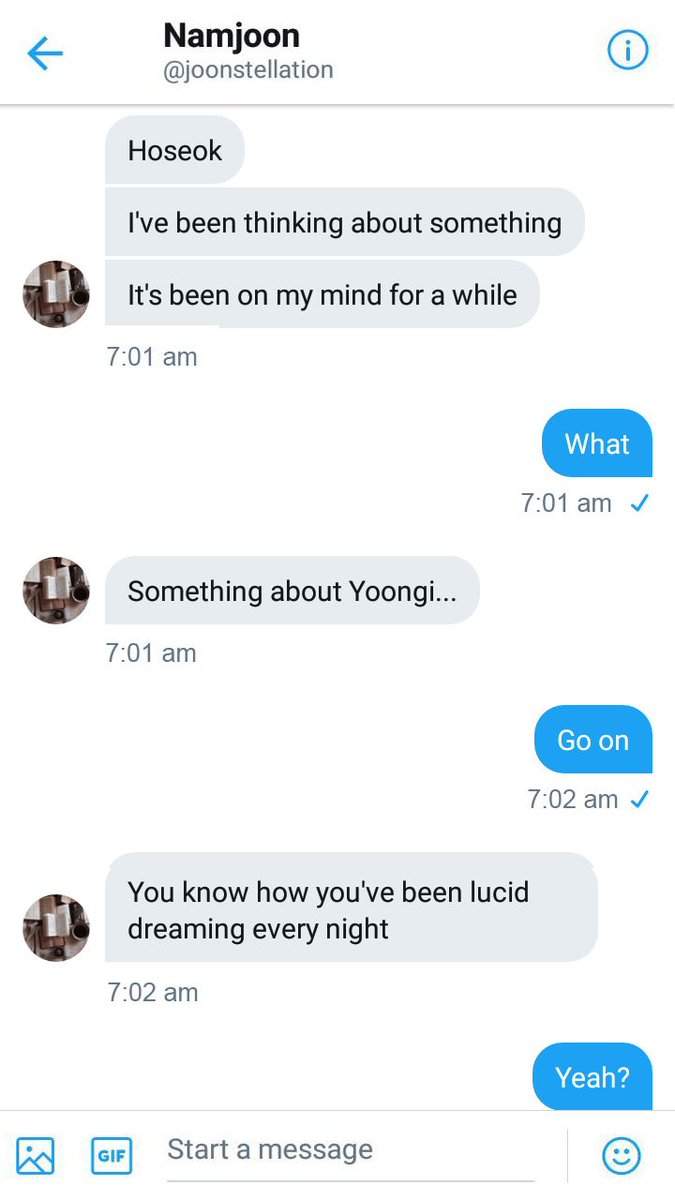 Namjoon
@joonstellation
Hoseok
I've been thinking about something
It's been on my mind for a while
7:01 am
What
7:01 am
Something about Yoongi...
7:01 am
Go on
7:02 am
You know how you've been lucid
dreaming every night
7:02 am
Yeah?
GIF
Start a message